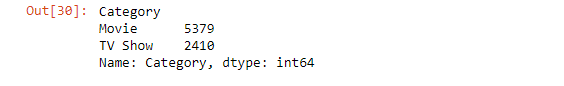 Out[30]: Category
Movie 5379
TV Show 2410
Name: Category, dtype: int64